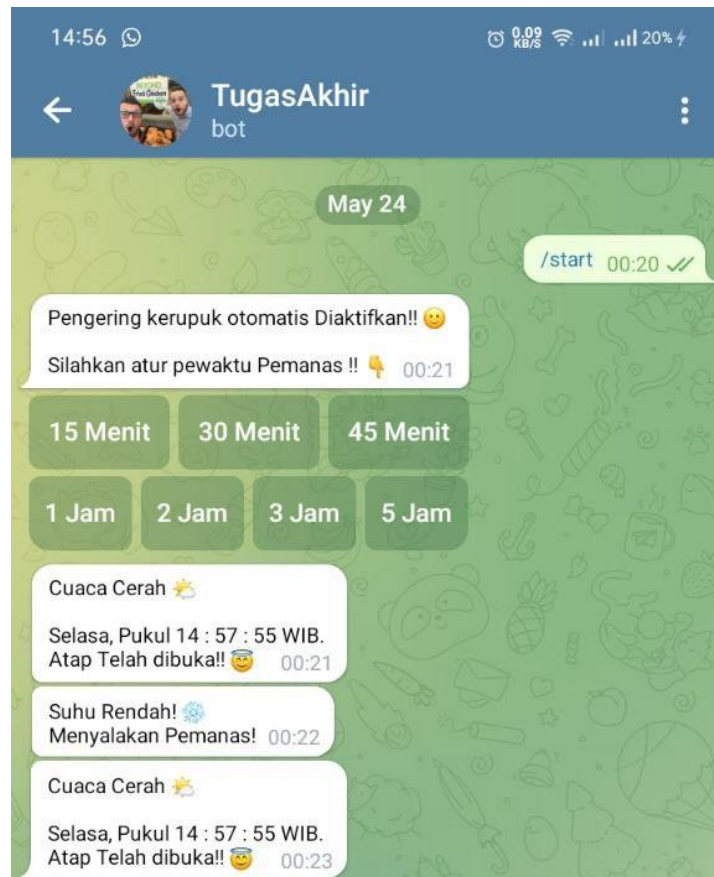 14:56
0.09 KB/S
20%
TugasAkhir
bot
May 24
/start 00:20
Pengering kerupuk otomatis Diaktifkan!! 🙂
Silahkan atur pewaktu Pemanas !! 👇 00:21
15 Menit 30 Menit 45 Menit
1 Jam 2 Jam 3 Jam 5 Jam
Cuaca Cerah 🌤️
Selasa, Pukul 14 : 57 : 55 WIB.
Atap Telah dibuka!! 😇 00:21
Suhu Rendah! ❄️
Menyalakan Pemanas! 00:22
Cuaca Cerah 🌤️
Selasa, Pukul 14 : 57 : 55 WIB.
Atap Telah dibuka!! 😇 00:23